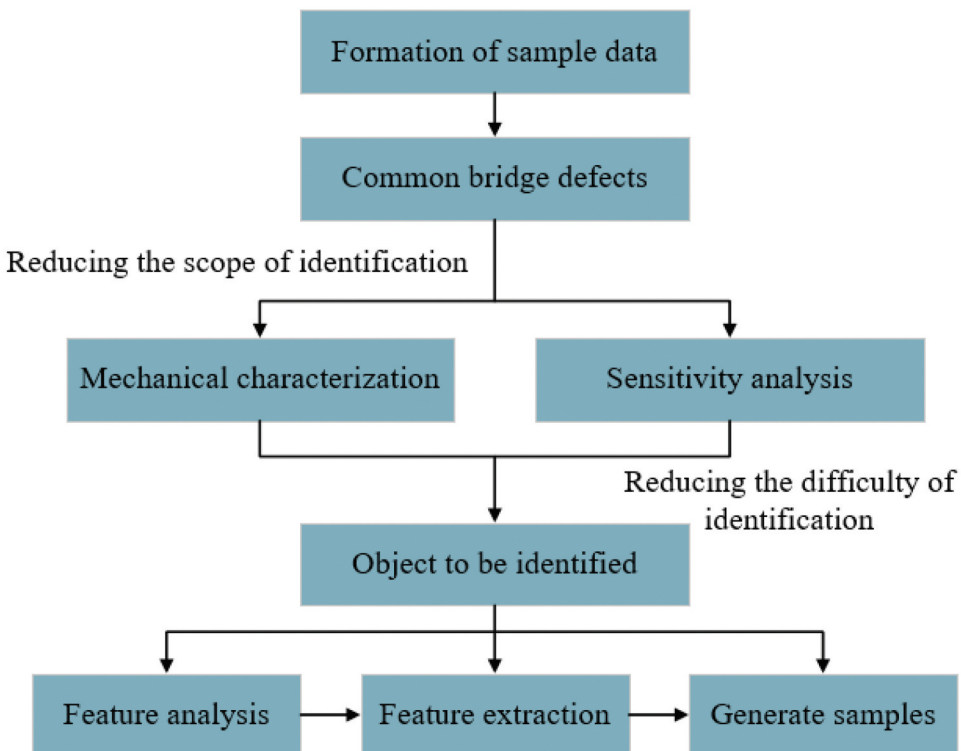 Formation of sample data
Common bridge defects
Reducing the scope of identification
Mechanical characterization
Sensitivity analysis
Reducing the difficulty of
identification
Object to be identified
Feature analysis
Feature extraction
Generate samples